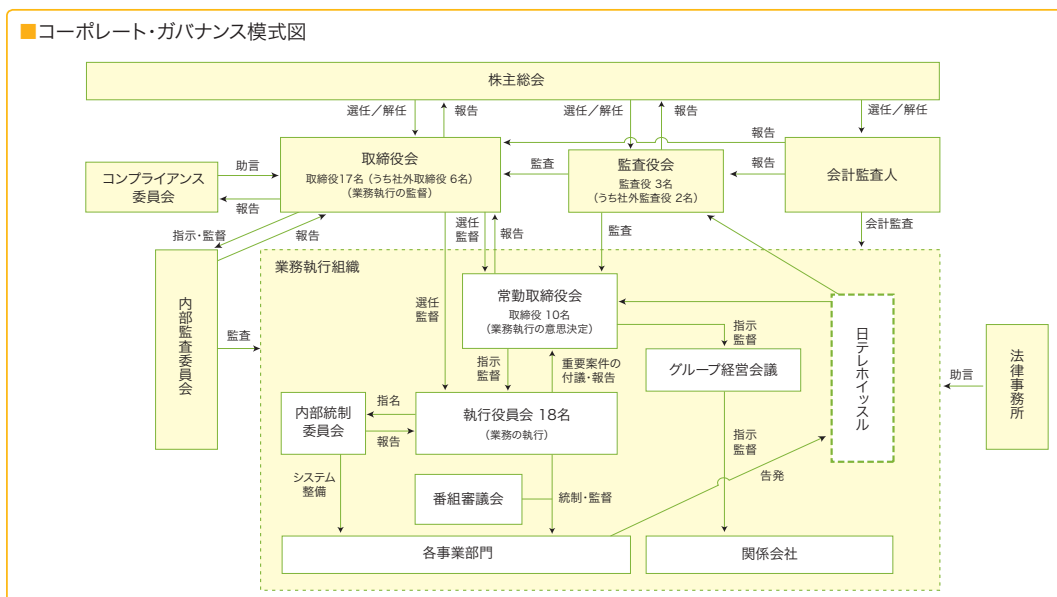 ■コーポレート・ガバナンス模式図
株主総会
選任／解任
報告
選任／解任
報告
選任／解任
取締役会
取締役17名（うち社外取締役 6名）
（業務執行の監督）
監査
監査役会
監査役 3名
（うち社外監査役 2名）
報告
報告
会計監査人
コンプライアンス
委員会
助言
報告
指示・監督
報告
選任
監督
報告
監査
会計監査
業務執行組織
内部監査委員会
監査
選任
監督
常勤取締役会
取締役 10名
（業務執行の意思決定）
指示
監督
グループ経営会議
日テレホイッスル
法律事務所
助言
指示
監督
重要案件の
付議・報告
内部統制
委員会
指名
報告
執行役員会 18名
（業務の執行）
指示
監督
告発
システム
整備
番組審議会
統制・監督
各事業部門
関係会社